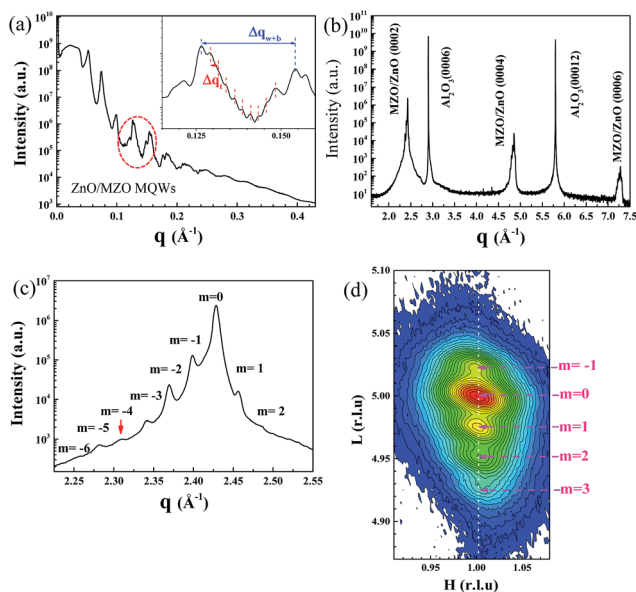 (a)
Intensity (a.u.)
10^10
10^9
10^8
10^7
10^6
10^5
10^4
10^3
Δq_w+b
Δq_t
0.125
0.150
ZnO/MZO MQWs
0.0
0.1
0.2
0.3
0.4
q (Å^-1)
(b)
Intensity (a.u.)
10^11
10^10
10^9
10^8
10^7
10^6
10^5
10^4
10^3
10^2
10^1
MZO/ZnO (0002)
Al2O3(0006)
MZO/ZnO (0004)
Al2O3(00012)
MZO/ZnO (0006)
2.0
2.5
3.0
3.5
4.0
4.5
5.0
5.5
6.0
6.5
7.0
7.5
q (Å^-1)
(c)
Intensity (a.u.)
10^7
10^6
10^5
10^4
10^3
m=0
m= -1
m= -2
m= -3
m= -4
m= -5
m= -6
m= 1
m= 2
2.25
2.30
2.35
2.40
2.45
2.50
2.55
q (Å^-1)
(d)
L (r.l.u)
5.10
5.05
5.00
4.95
4.90
m= -1
m=0
m=1
m=2
m=3
0.95
1.00
1.05
H (r.l.u)